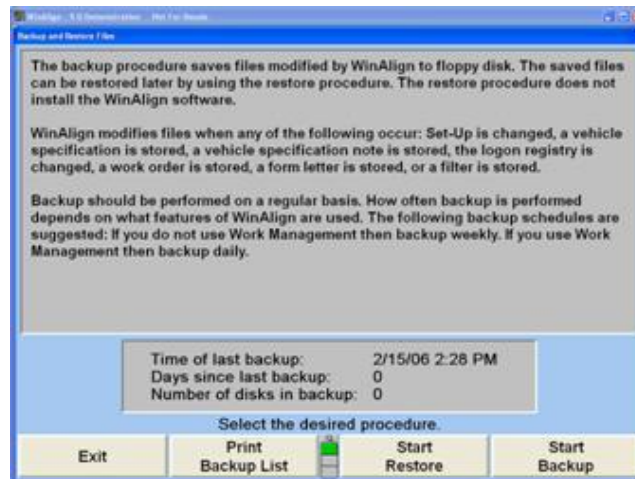 WinAlign - 9.0 Demonstration - Not For Resale
Backup and Restore Files
The backup procedure saves files modified by WinAlign to floppy disk. The saved files
can be restored later by using the restore procedure. The restore procedure does not
install the WinAlign software.
WinAlign modifies files when any of the following occur: Set-Up is changed, a vehicle
specification is stored, a vehicle specification note is stored, the logon registry is
changed, a work order is stored, a form letter is stored, or a filter is stored.
Backup should be performed on a regular basis. How often backup is performed
depends on what features of WinAlign are used. The following backup schedules are
suggested: If you do not use Work Management then backup weekly. If you use Work
Management then backup daily.
Time of last backup: 2/15/06 2:28 PM
Days since last backup: 0
Number of disks in backup: 0
Select the desired procedure.
Exit
Print
Backup List
Start
Restore
Start
Backup